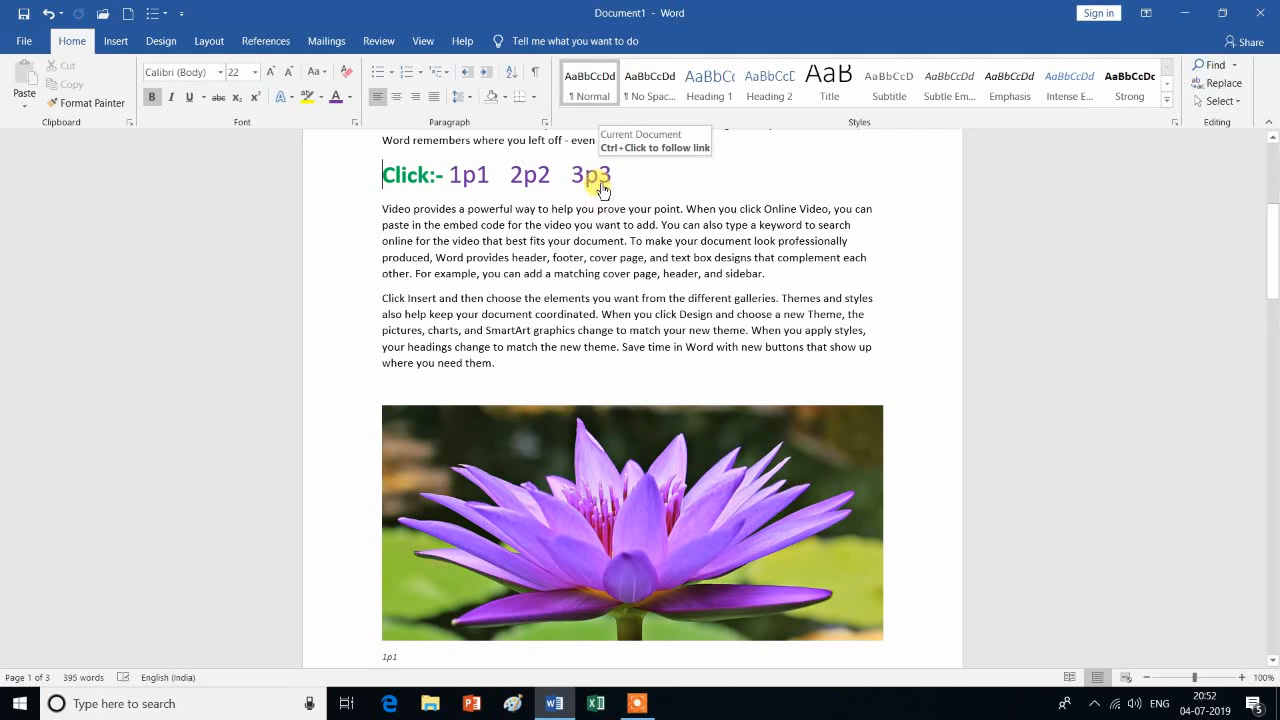 Document1 - Word
Sign in
File Home Insert Design Layout References Mailings Review View Help Tell me what you want to do Share
Paste
Cut
Copy
Format Painter
Clipboard
Calibri (Body) 22
Font
Paragraph
AaBbCcDd AaBbCcDd AaBbC( AaBbCcD AaB AaBbCcDd AaBbCcDd AaBbCcDd AaBbCcDd AaBbCcDc
¶ Normal ¶ No Spac... Heading 1 Heading 2 Title Subtitle Subtle Em... Emphasis Intense E... Strong
Styles
Find
Replace
Select
Editing
Word remembers where you left off - even
Current Document
Ctrl+Click to follow link
Click:- 1p1 2p2 3p3
Video provides a powerful way to help you prove your point. When you click Online Video, you can
paste in the embed code for the video you want to add. You can also type a keyword to search
online for the video that best fits your document. To make your document look professionally
produced, Word provides header, footer, cover page, and text box designs that complement each
other. For example, you can add a matching cover page, header, and sidebar.
Click Insert and then choose the elements you want from the different galleries. Themes and styles
also help keep your document coordinated. When you click Design and choose a new Theme, the
pictures, charts, and SmartArt graphics change to match your new theme. When you apply styles,
your headings change to match the new theme. Save time in Word with new buttons that show up
where you need them.
1p1
Page 1 of 3 395 words English (India) 100%
Type here to search
ENG
20:52
04-07-2019
5